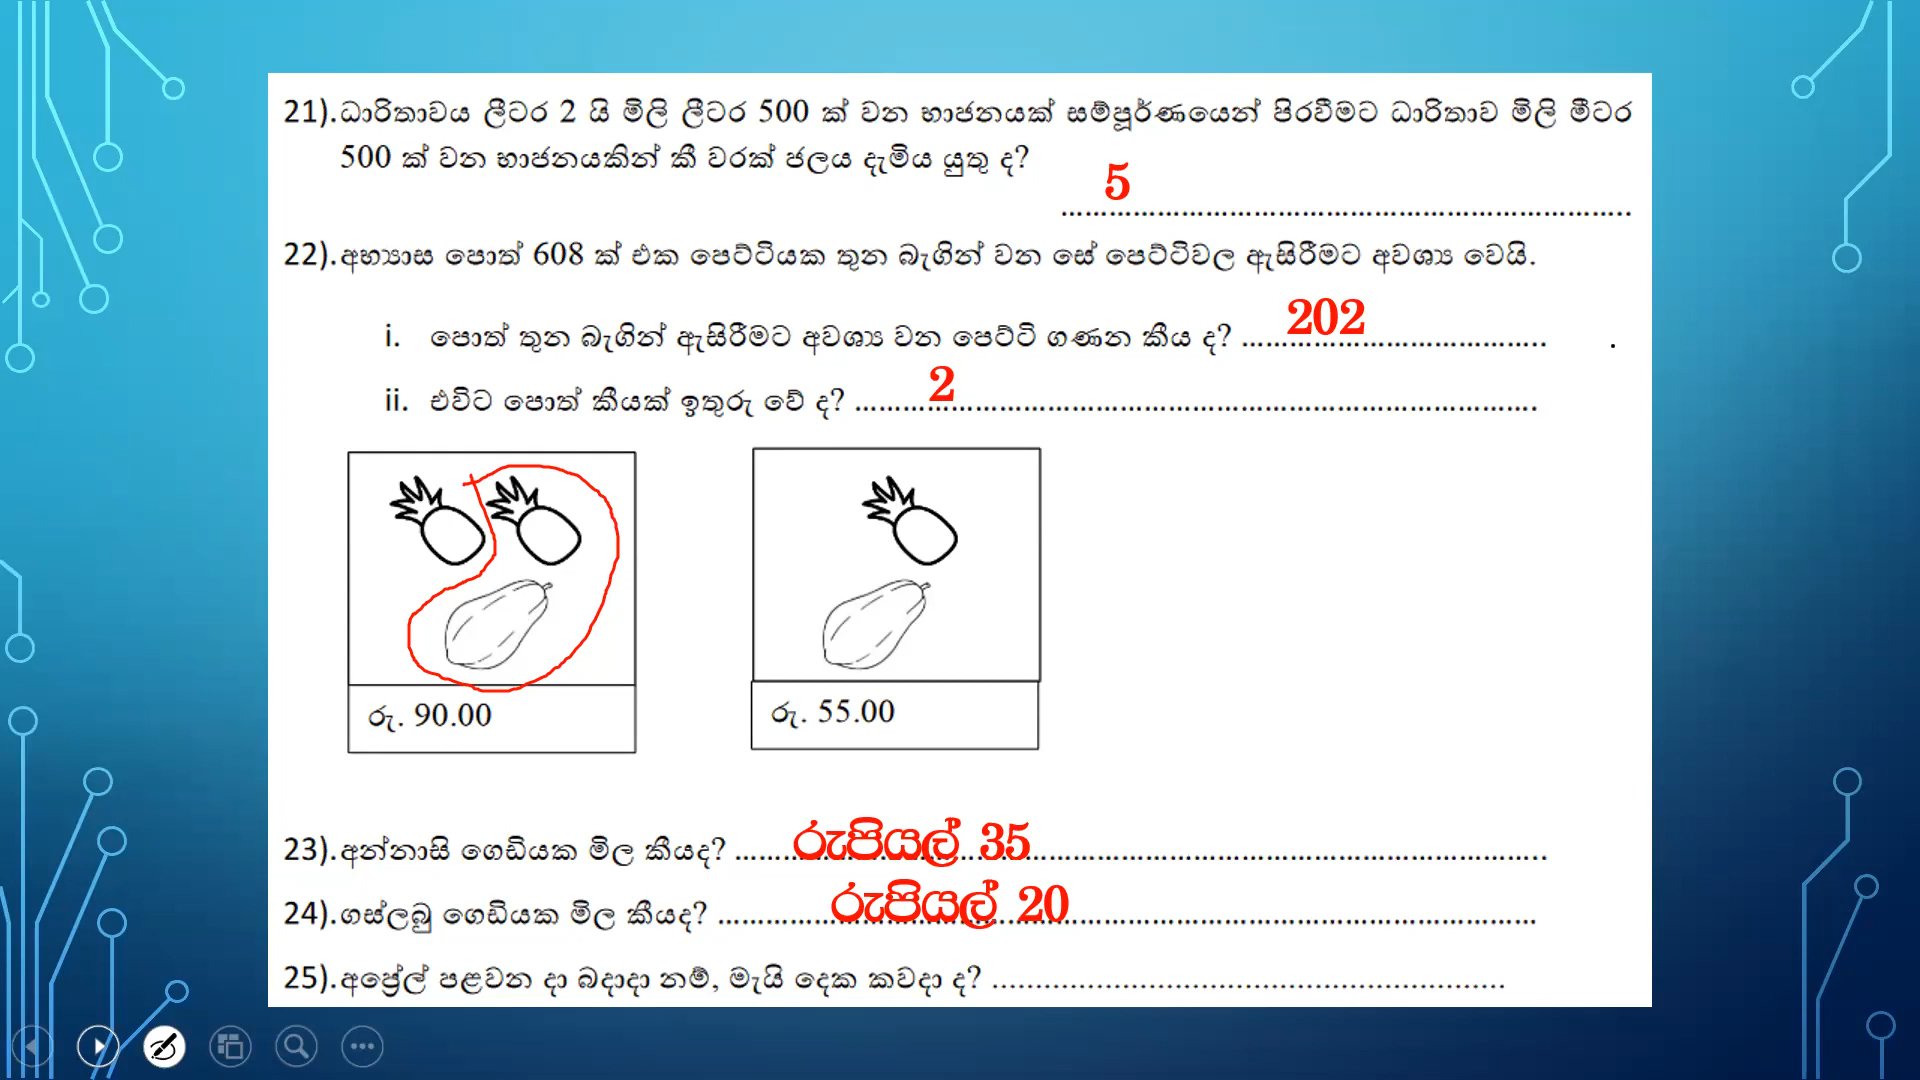 21). ධාරිතාවය ලීටර 2 යි මිලි ලීටර 500 ක් වන භාජනයක් සම්පූර්ණයෙන් පිරවීමට ධාරිතාව මිලි මීටර
500 ක් වන භාජනයකින් කී වරක් ජලය දැමිය යුතු ද?
5
22). අභ්‍යාස පොත් 608 ක් එක පෙට්ටියක තුන බැගින් වන සේ පෙට්ටිවල ඇසිරීමට අවශ්‍ය වෙයි.
i. පොත් තුන බැගින් ඇසිරීමට අවශ්‍ය වන පෙට්ටි ගණන කීය ද? 202
ii. එවිට පොත් කීයක් ඉතුරු වේ ද? 2
රු. 90.00
රු. 55.00
23). අන්නාසි ගෙඩියක මිල කීයද? රුපියල් 35
24). ගස්ලබු ගෙඩියක මිල කීයද? රුපියල් 20
25). අප්‍රේල් පළවන දා බදාදා නම්, මැයි දෙක කවදා ද?